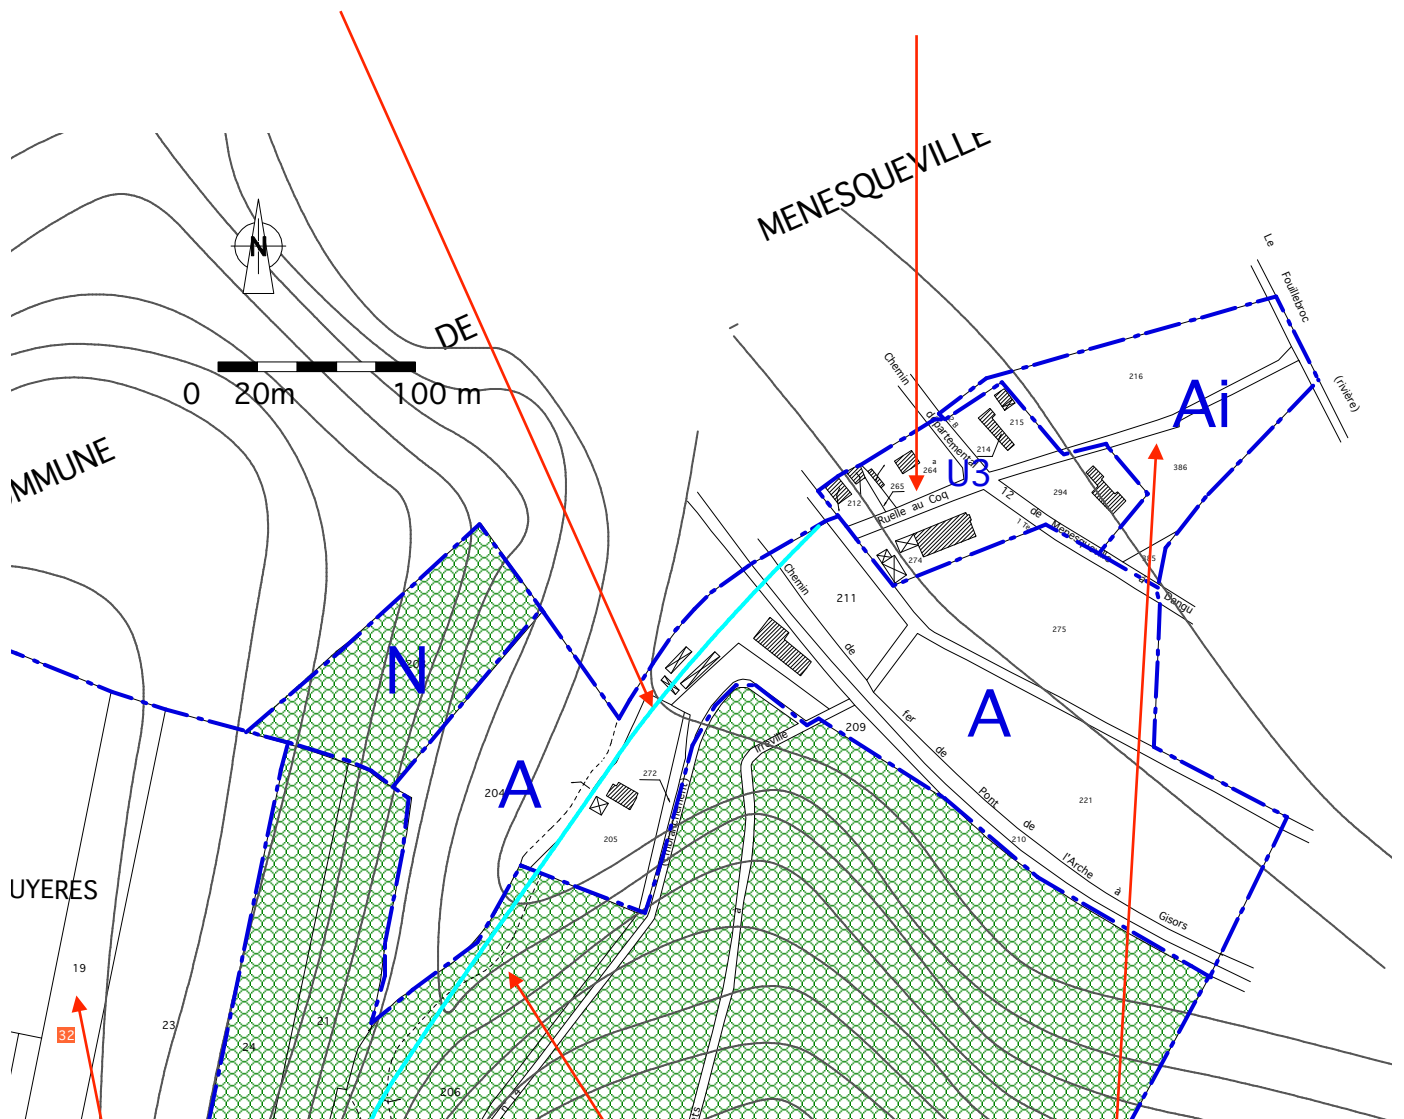 MENESQUEVILLE
Le
Fouillebroc
(rivière)
N
DE
0 20m 100 m
MMUNE
Chemin
départemental
216
Ai
215
214
264
U3
265
386
212
Ruelle au Coq
294
12
de
Menesqueville
à
Dangu
274
385
211
Chemin
de
275
N
A
209
fer
de
Irreville
272
204
A
Pont
de
221
205
210
l'Arche
à
Gisors
UYERES
19
32
23
21
24
206